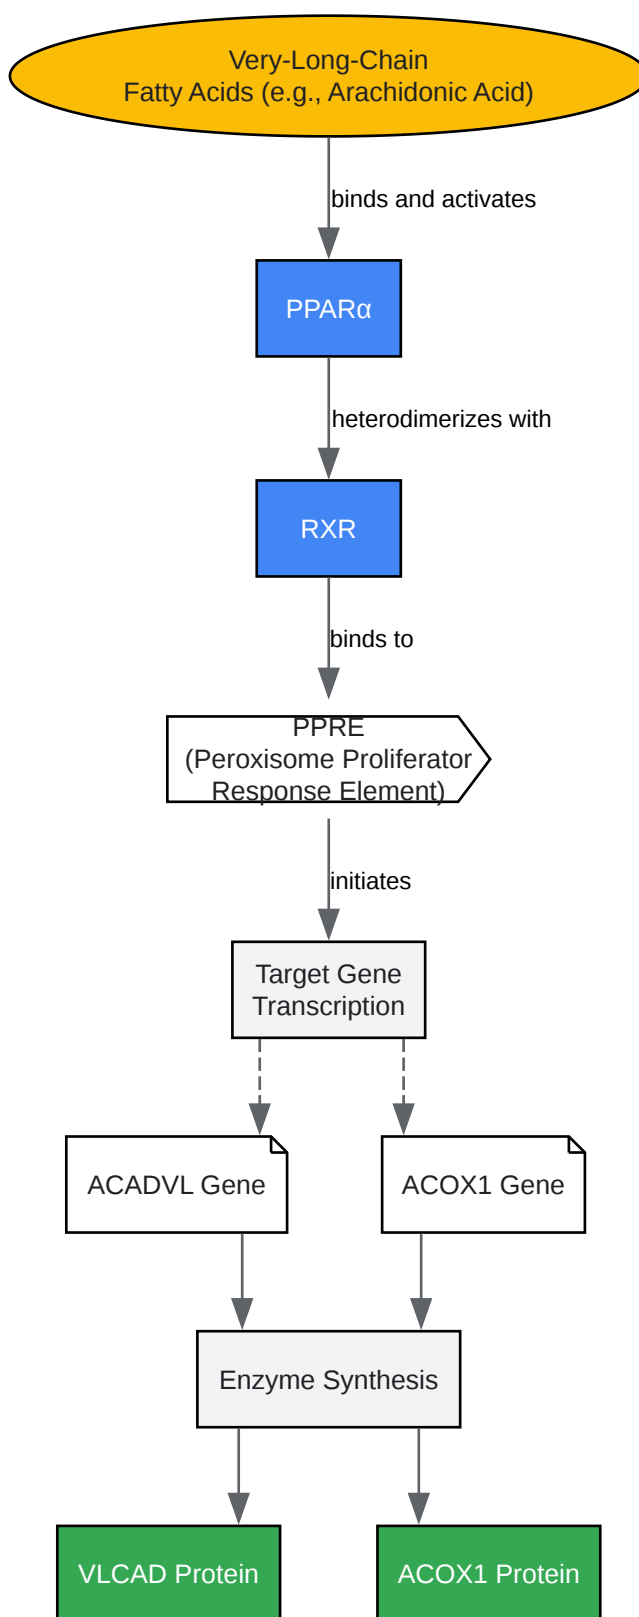 Very-Long-Chain
Fatty Acids (e.g., Arachidonic Acid)
binds and activates
PPARα
heterodimerizes with
RXR
binds to
PPRE
(Peroxisome Proliferator
Response Element)
initiates
Target Gene
Transcription
ACADVL Gene
ACOX1 Gene
Enzyme Synthesis
VLCAD Protein
ACOX1 Protein